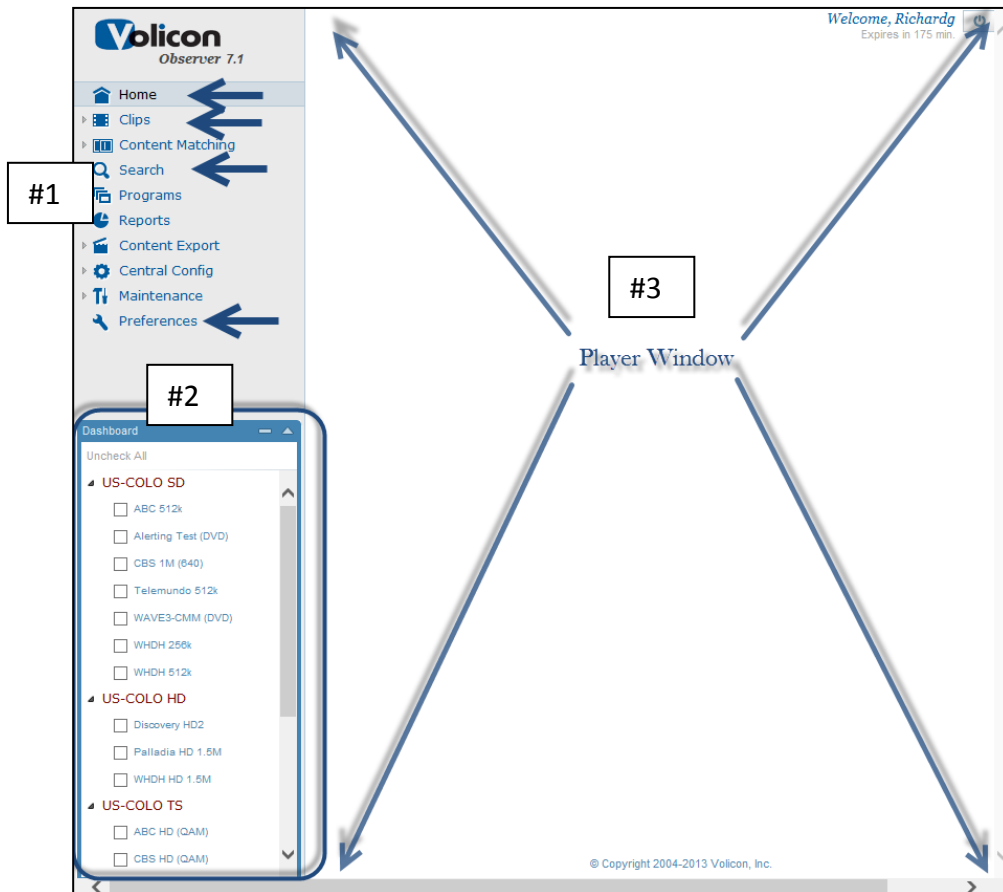 Volicon
Observer 7.1
Welcome, Richardg
Expires in 175 min.
Home
Clips
Content Matching
Search
#1
Programs
Reports
Content Export
Central Config
Maintenance
Preferences
#3
Player Window
#2
Dashboard
Uncheck All
US-COLO SD
ABC 512k
Alerting Test (DVD)
CBS 1M (640)
Telemundo 512k
WAVE3-CMM (DVD)
WHDH 256k
WHDH 512k
US-COLO HD
Discovery HD2
Palladia HD 1.5M
WHDH HD 1.5M
US-COLO TS
ABC HD (QAM)
CBS HD (QAM)
© Copyright 2004-2013 Volicon, Inc.